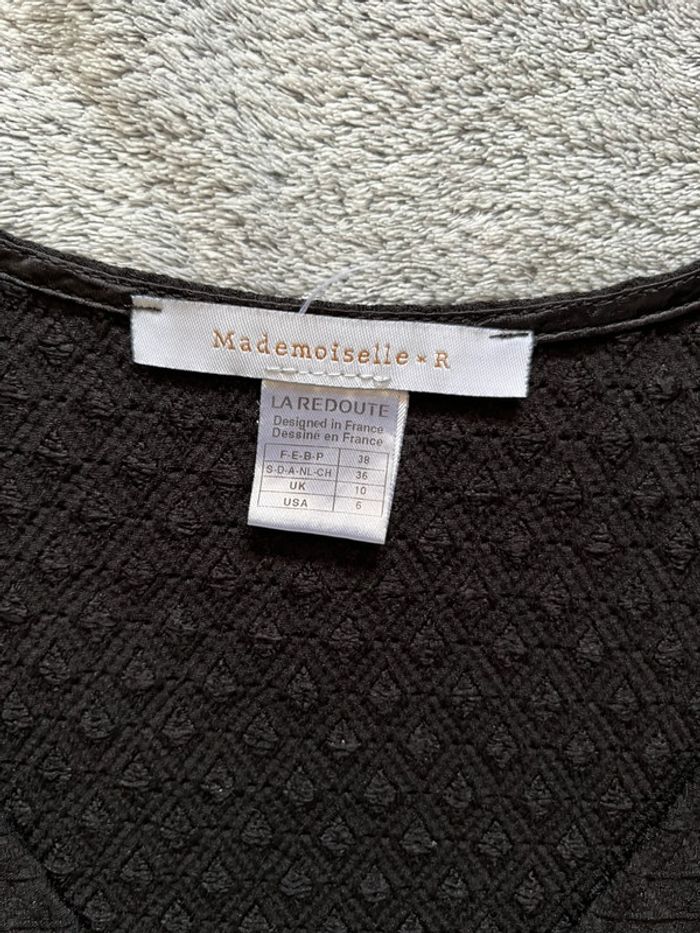 Mademoiselle * R
LA REDOUTE
Designed in France
Dessiné en France
F-E-B-P 38
S-D-A-NL-CH 36
UK 10
USA 6